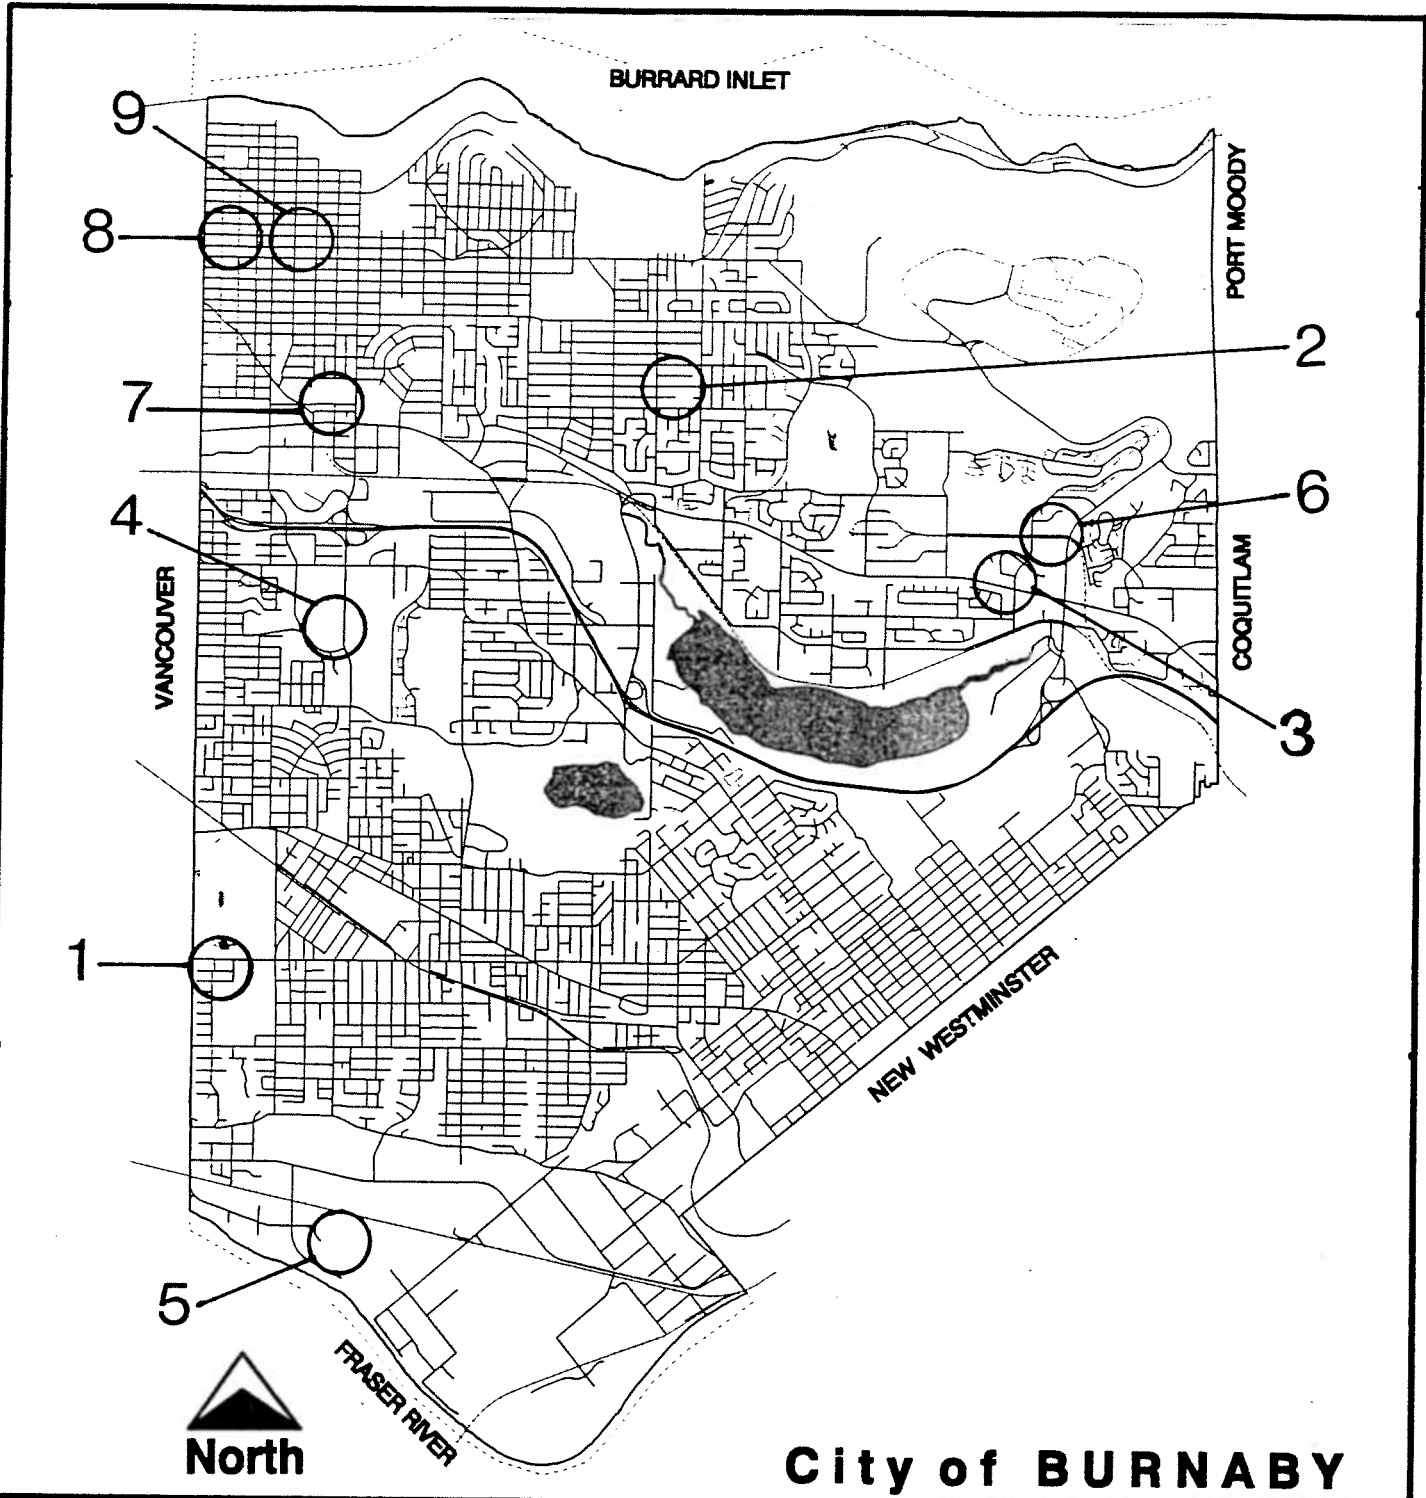 BURRARD INLET
9
PORT MOODY
8
2
7
6
4
COQUITLAM
VANCOUVER
3
1
NEW WESTMINSTER
5
FRASER RIVER
North
City of BURNABY